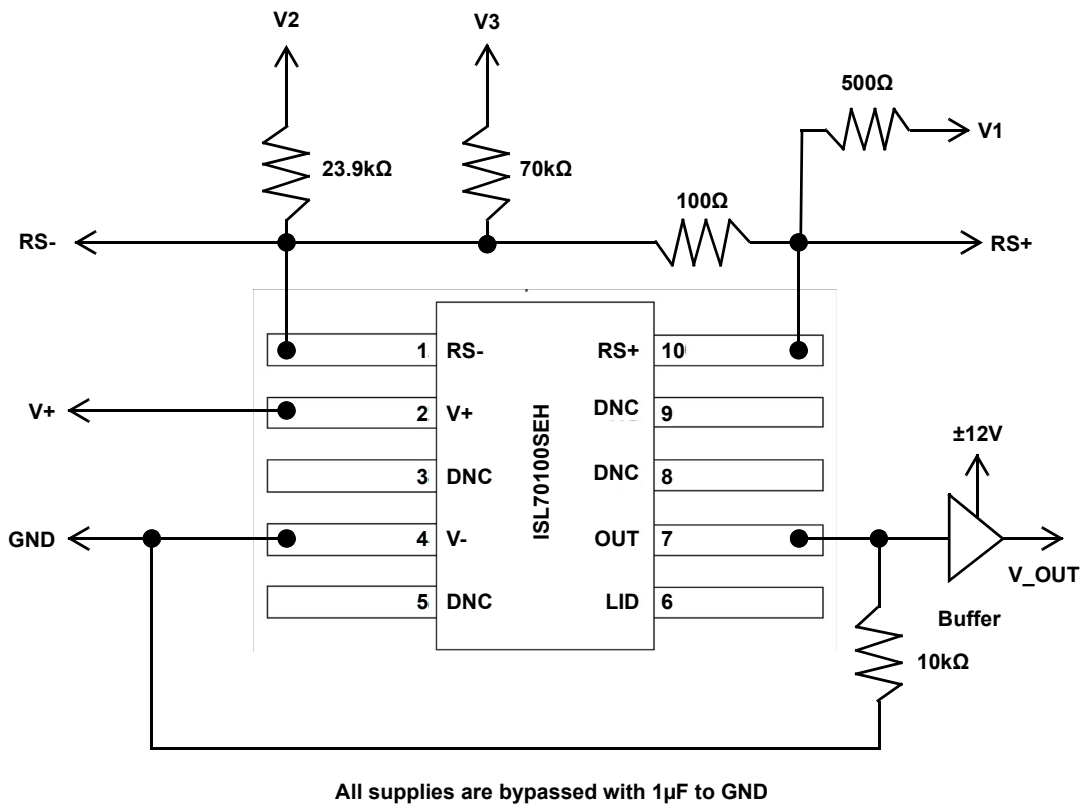 V2
V3
500Ω
V1
23.9kΩ
70kΩ
100Ω
RS-
RS+
1 RS-
RS+ 10
V+
2 V+
DNC 9
ISL70100SEH
±12V
3 DNC
DNC 8
GND
4 V-
OUT 7
V_OUT
5 DNC
LID 6
Buffer
10kΩ
All supplies are bypassed with 1µF to GND